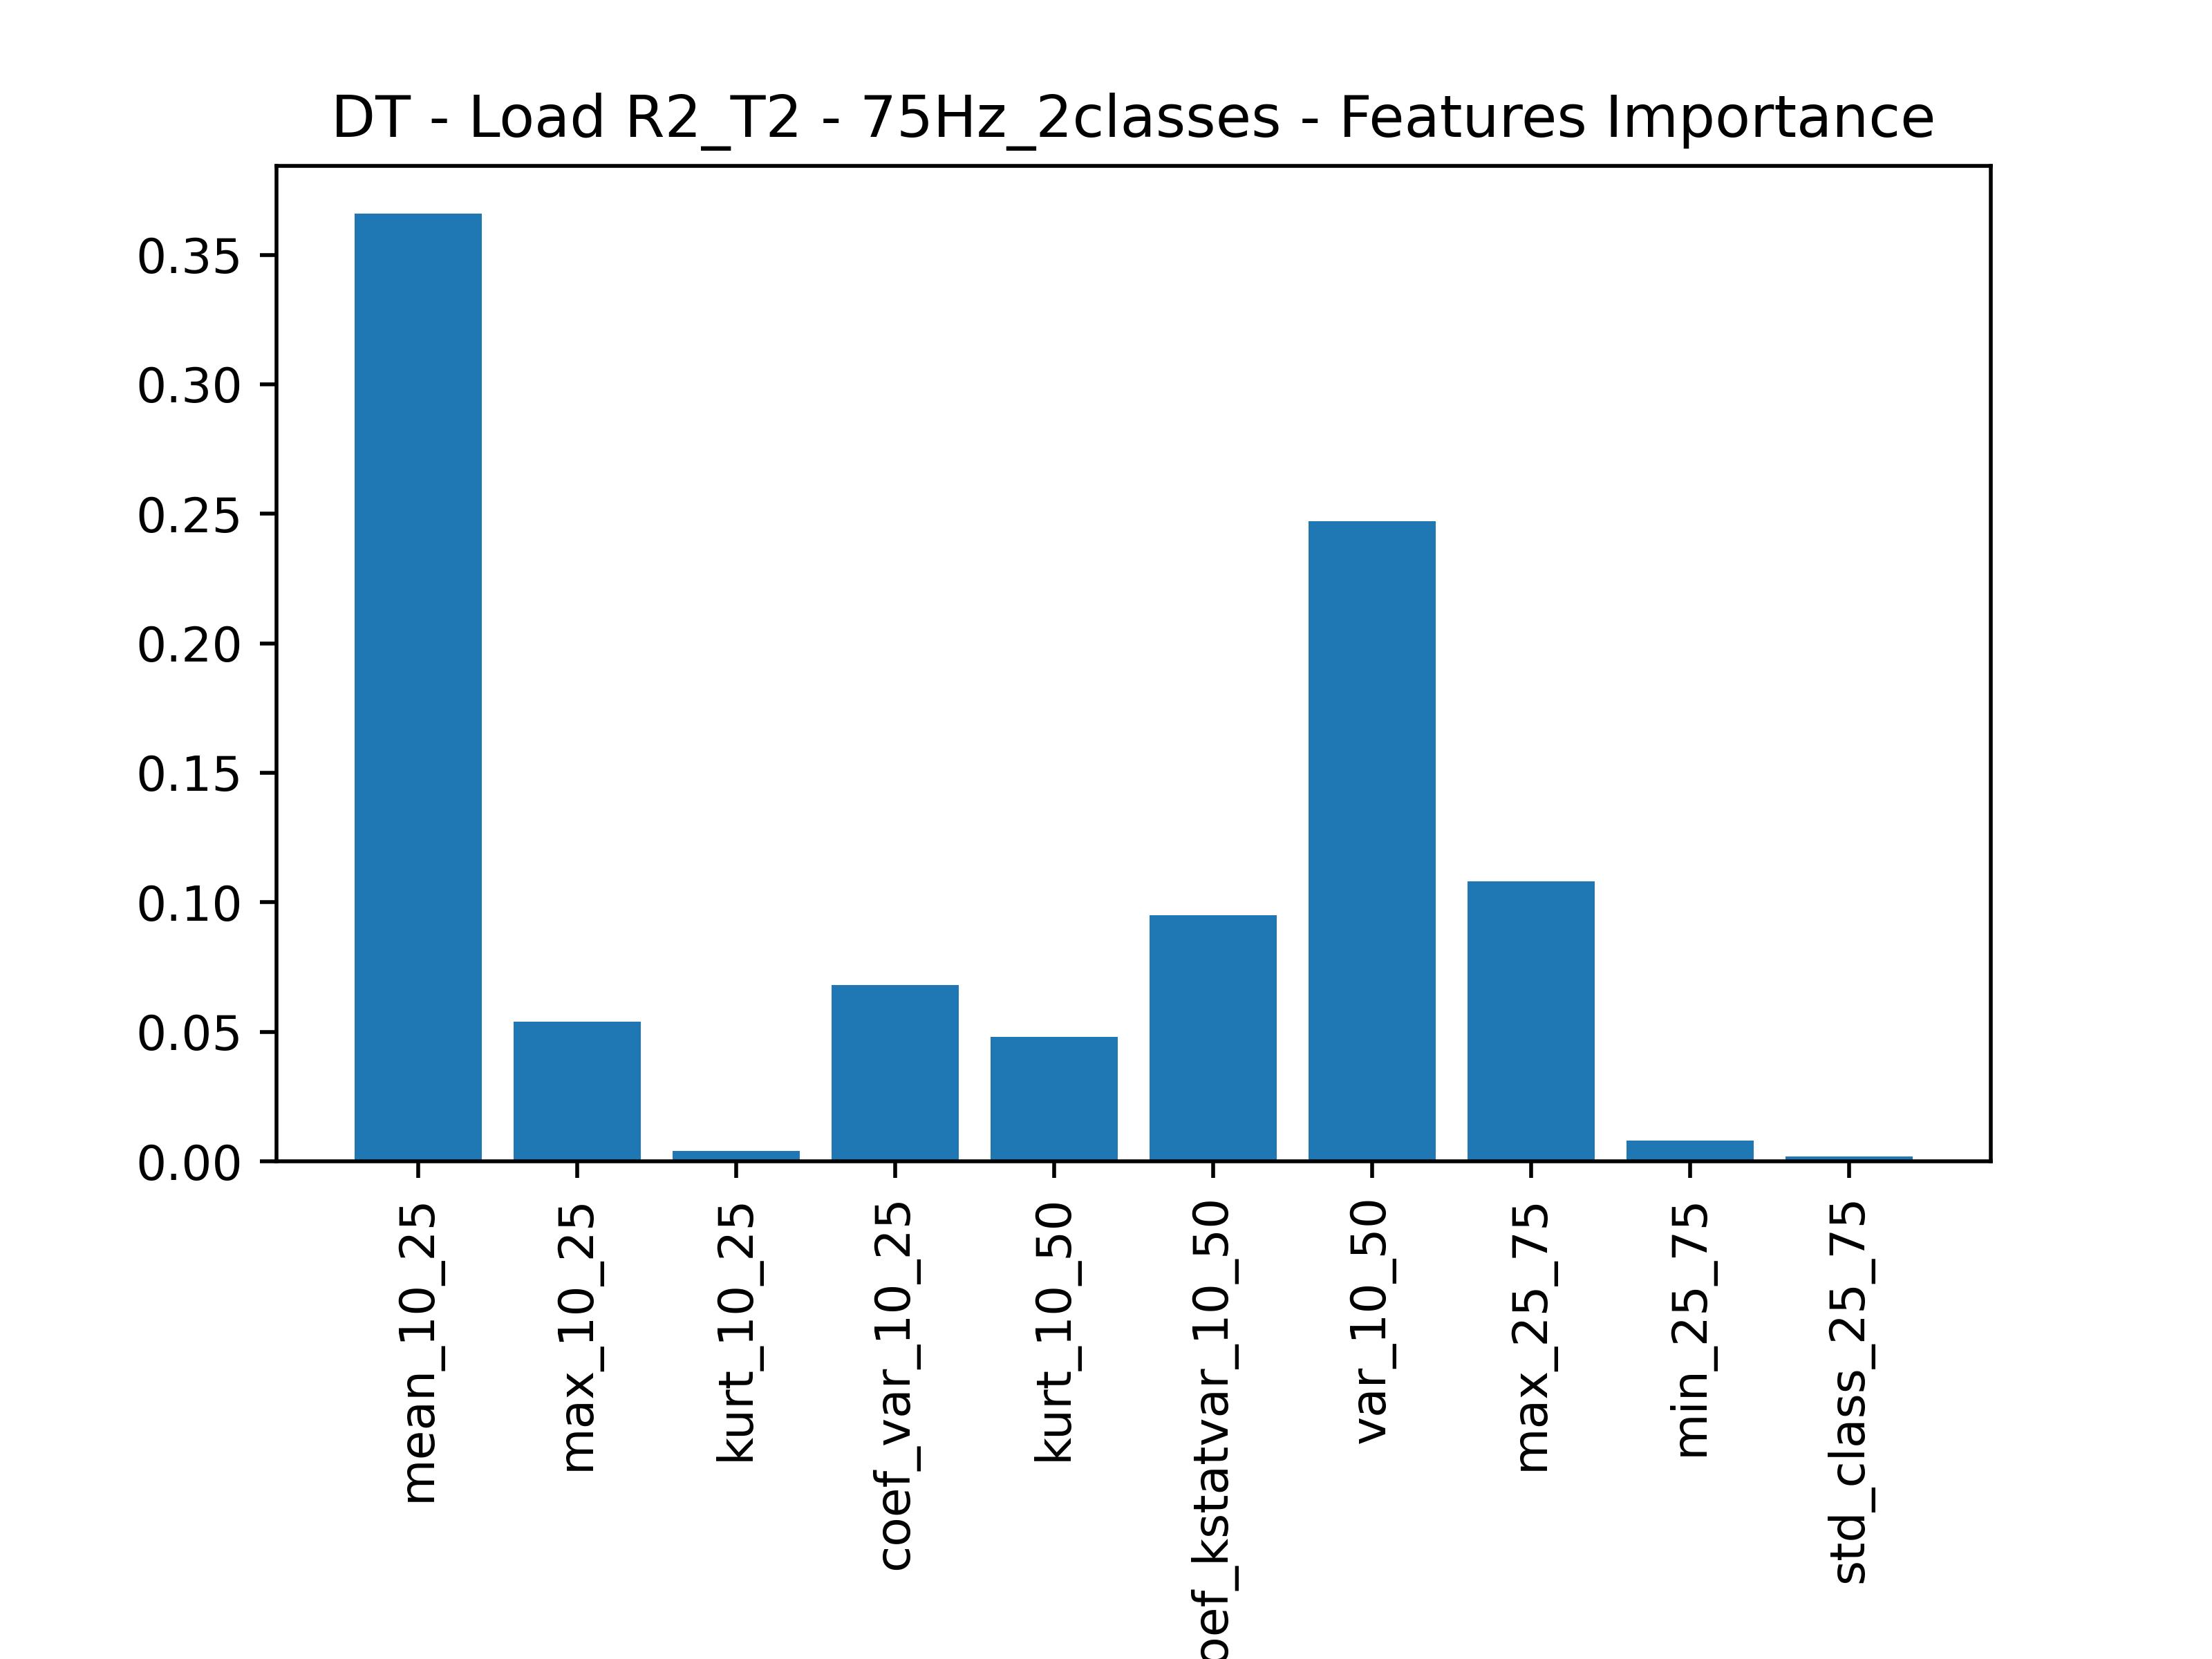 DT - Load R2_T2 - 75Hz_2classes - Features Importance
0.35
0.30
0.25
0.20
0.15
0.10
0.05
0.00
mean_10_25
max_10_25
kurt_10_25
coef_var_10_25
kurt_10_50
oef_kstatvar_10_50
var_10_50
max_25_75
min_25_75
std_class_25_75